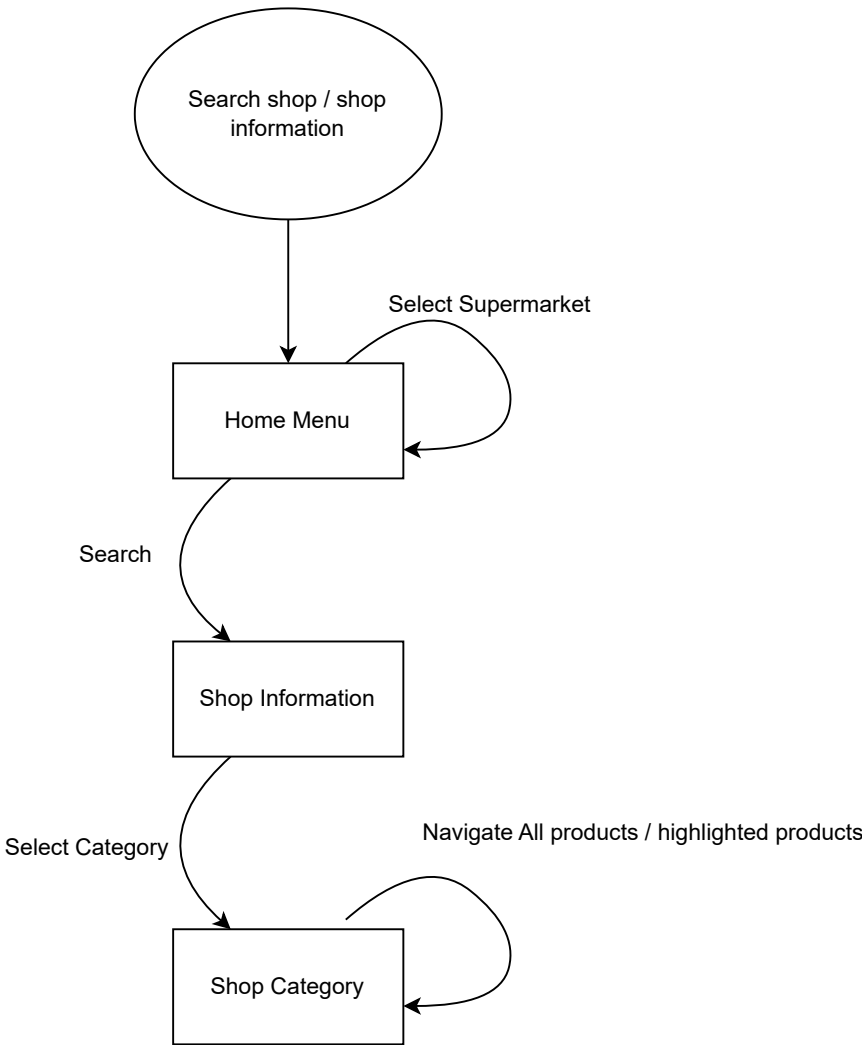 Search shop / shop
information
Select Supermarket
Home Menu
Search
Shop Information
Navigate All products / highlighted products
Select Category
Shop Category